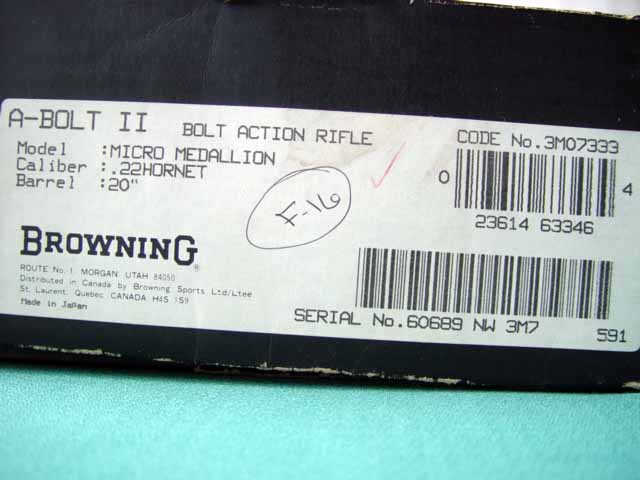 A-BOLT II BOLT ACTION RIFLE
Model :MICRO MEDALLION
Caliber :.22HORNET
Barrel :20"
F-16
CODE No.3M07333
0 4
23614 63346
BROWNING®
ROUTE No. 1 MORGAN, UTAH 84050
Distributed in Canada by Browning Sports Ltd/Ltee
St. Laurent, Quebec, CANADA H4S 1S9
Made in Japan
SERIAL No.60689 NW 3M7 591